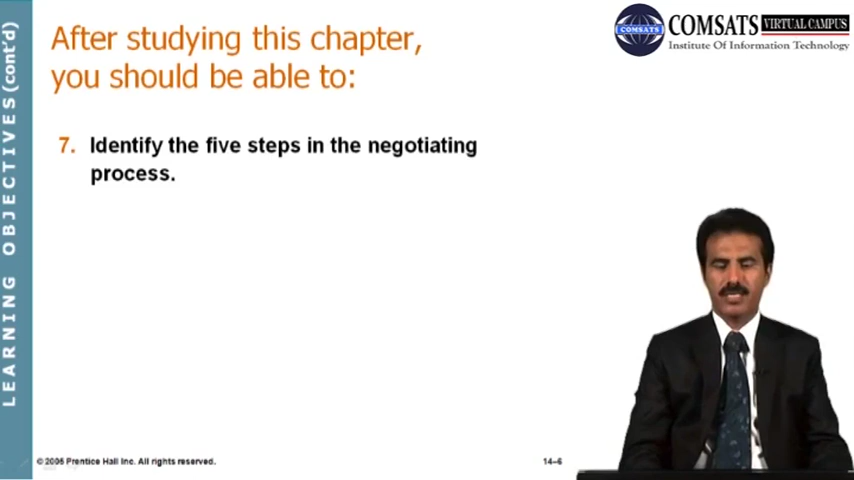 LEARNING OBJECTIVES (cont'd)
After studying this chapter,
you should be able to:
COMSATS
COMSATS VIRTUAL CAMPUS
Institute Of Information Technology
7. Identify the five steps in the negotiating
process.
© 2005 Prentice Hall Inc. All rights reserved.
14–6